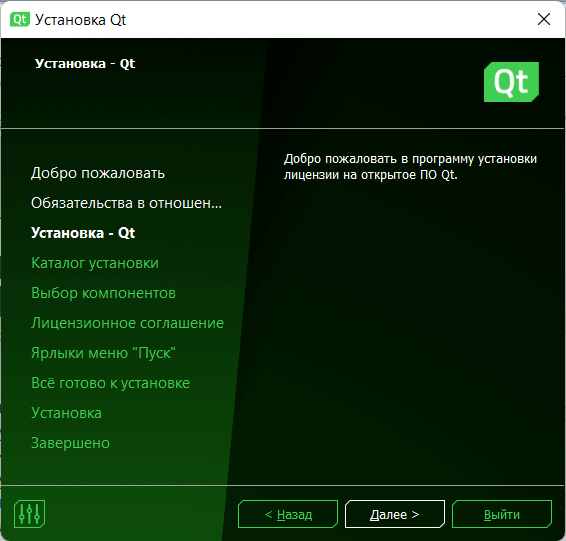 Qt Установка Qt
Установка - Qt
Qt
Добро пожаловать в программу установки
лицензии на открытое ПО Qt.
Добро пожаловать
Обязательства в отношен...
Установка - Qt
Каталог установки
Выбор компонентов
Лицензионное соглашение
Ярлыки меню "Пуск"
Всё готово к установке
Установка
Завершено
< Назад
Далее >
Выйти